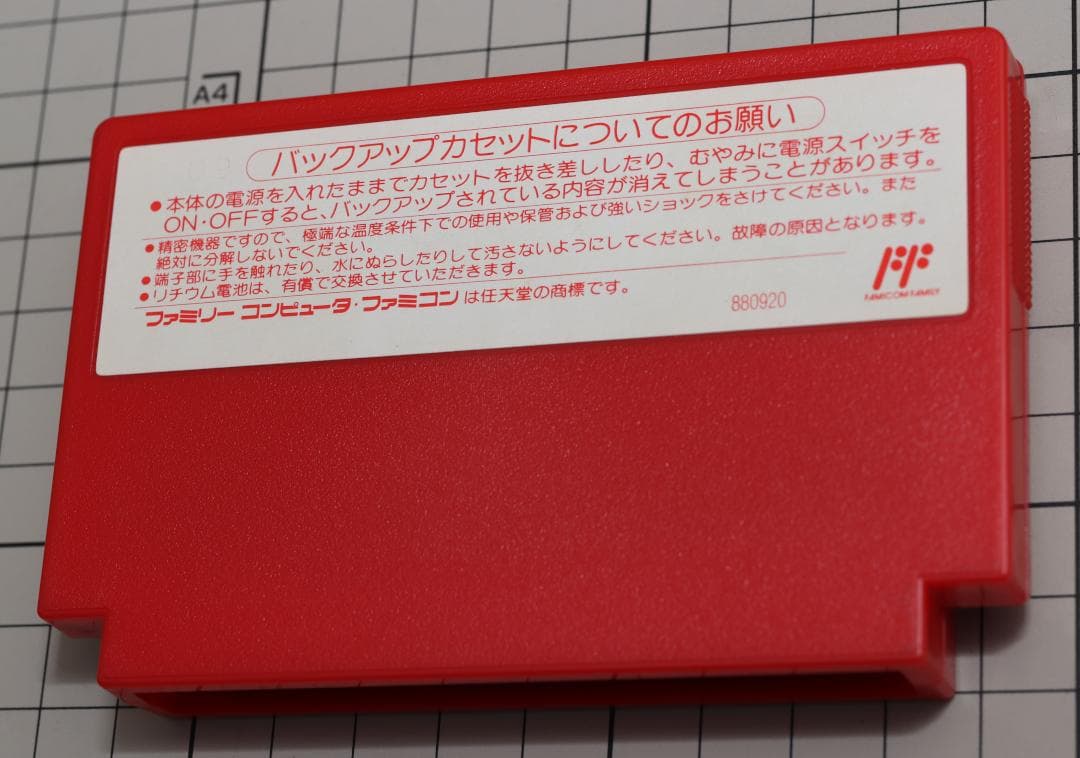 A4
バックアップカセットについてのお願い
●本体の電源を入れたままでカセットを抜き差ししたり、むやみに電源スイッチを
ON・OFFすると、バックアップされている内容が消えてしまうことがあります。
●精密機器ですので、極端な温度条件下での使用や保管および強いショックをさけてください。また
絶対に分解しないでください。
●端子部に手を触れたり、水にぬらしたりして汚さないようにしてください。故障の原因となります。
●リチウム電池は、有償で交換させていただきます。
ファミリーコンピュータ・ファミコンは任天堂の商標です。
880920
FAMICOM FAMILY